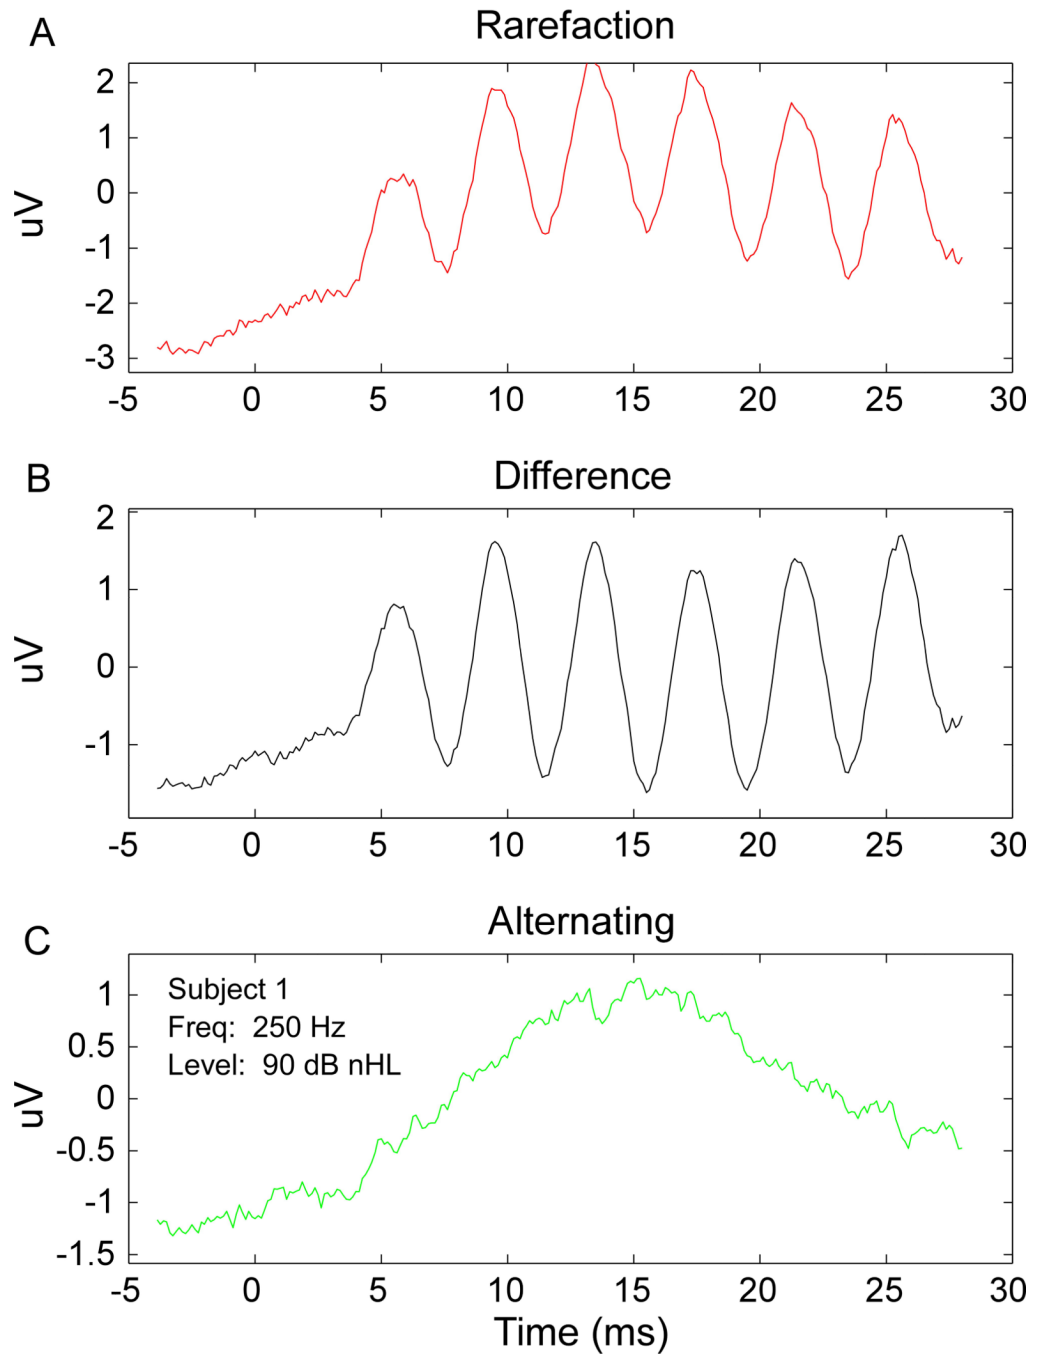 A
Rarefaction
uV
2
1
0
-1
-2
-3
-5 0 5 10 15 20 25 30
B
Difference
uV
2
1
0
-1
-5 0 5 10 15 20 25 30
C
Alternating
Subject 1
Freq: 250 Hz
Level: 90 dB nHL
uV
1
0.5
0
-0.5
-1
-1.5
-5 0 5 10 15 20 25 30
Time (ms)